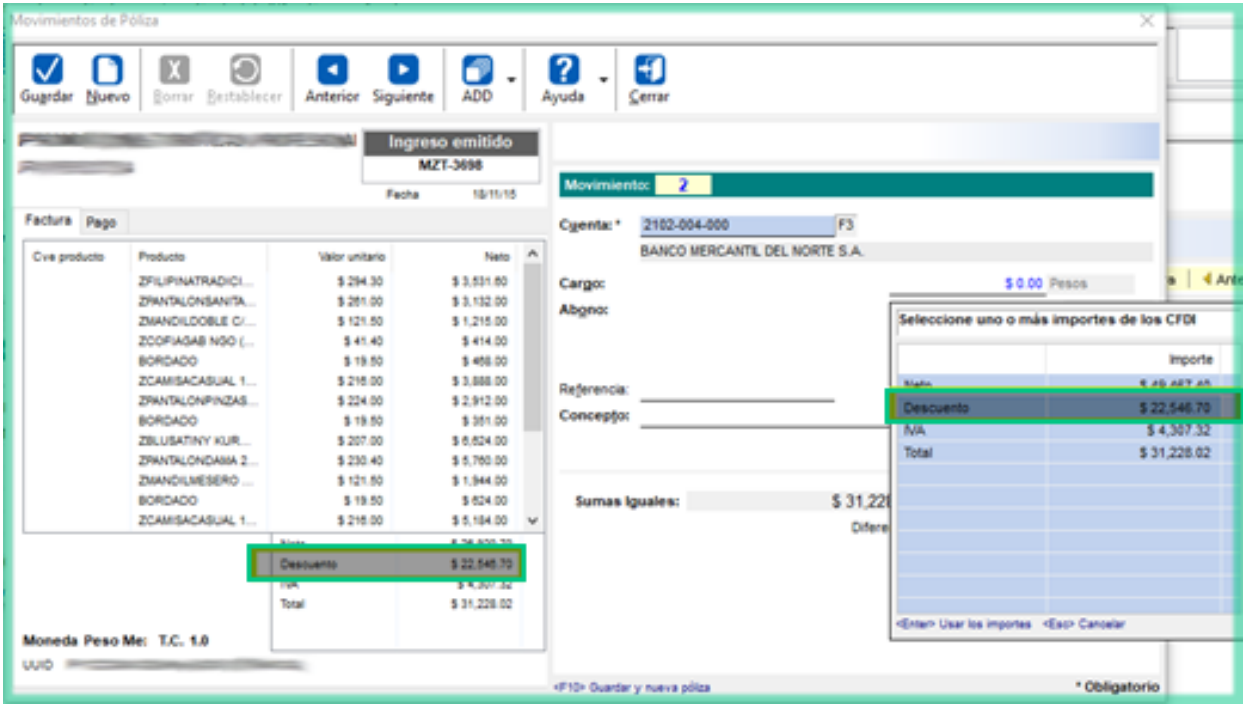 Movimientos de Póliza
Guardar Nuevo Borrar Restablecer Anterior Siguiente ADD Ayuda Cerrar
Ingreso emitido
MZT-3698
Fecha
Factura Pago
Cve producto Producto Valor unitario Neto
ZFILIPINATRADICI... $ 294.30 $ 3,531.60
ZPANTALONSANITA... $ 261.00 $ 3,132.00
ZMANDILDOBLE C/... $ 121.50 $ 1,215.00
ZCOFIAGAB NGO (... $ 41.40 $ 414.00
BORDADO $ 19.50 $ 468.00
ZCAMISACASUAL 1... $ 216.00 $ 3,888.00
ZPANTALONPINZAS... $ 224.00 $ 2,912.00
BORDADO $ 19.50 $ 351.00
ZBLUSATINY KUR... $ 207.00 $ 6,624.00
ZPANTALONDAMA 2... $ 230.40 $ 5,760.00
ZMANDILMESERO ... $ 121.50 $ 1,944.00
BORDADO $ 19.50 $ 624.00
ZCAMISACASUAL 1... $ 216.00 $ 5,184.00
Neto
Descuento $ 22,546.70
IVA $ 4,307.32
Total $ 31,228.02
Moneda Peso Me: T.C. 1.0
UUID
Movimiento: 2
Cuenta: * 2102-004-000 F3
BANCO MERCANTIL DEL NORTE S.A.
Cargo: $ 0.00 Pesos
Abono:
Referencia:
Concepto:
Sumas Iguales: $ 31,228
Difere
<F10> Guardar y nueva póliza
* Obligatorio
s Ante
Seleccione uno o más importes de los CFDI
Importe
Neto
Descuento $ 22,546.70
IVA $ 4,307.32
Total $ 31,228.02
<Enter> Usar los importes <Esc> Cancelar